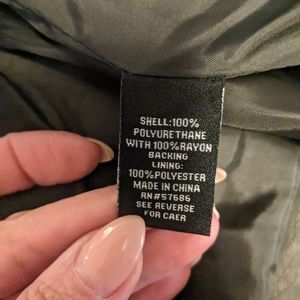 SHELL:100%
POLYURETHANE
WITH 100%RAYON
BACKING
LINING:
100%POLYESTER
MADE IN CHINA
RN#57686
SEE REVERSE
FOR CAER